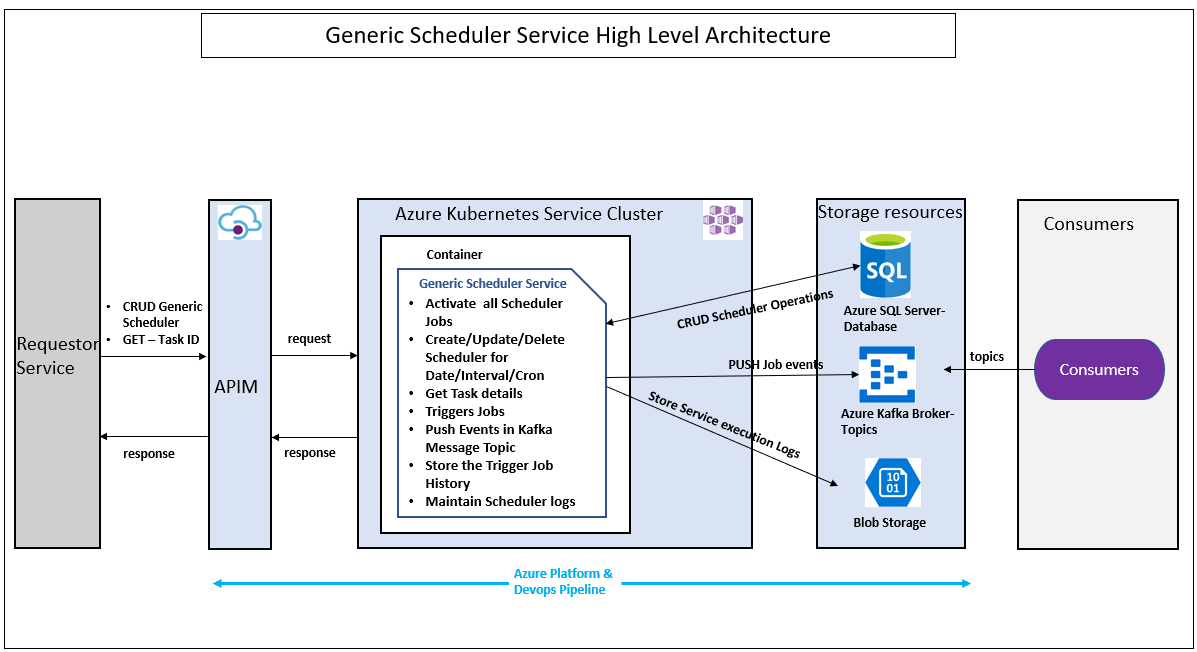 Generic Scheduler Service High Level Architecture
Requestor
Service
• CRUD Generic
Scheduler
• GET – Task ID
response
APIM
request
response
Azure Kubernetes Service Cluster
Container
Generic Scheduler Service
• Activate all Scheduler
Jobs
• Create/Update/Delete
Scheduler for
Date/Interval/Cron
• Get Task details
• Triggers Jobs
• Push Events in Kafka
Message Topic
• Store the Trigger Job
History
• Maintain Scheduler logs
CRUD Scheduler Operations
PUSH Job events
Store Service execution Logs
Storage resources
SQL
Azure SQL Server-
Database
Azure Kafka Broker-
Topics
10
01
Blob Storage
topics
Consumers
Consumers
Azure Platform &
Devops Pipeline